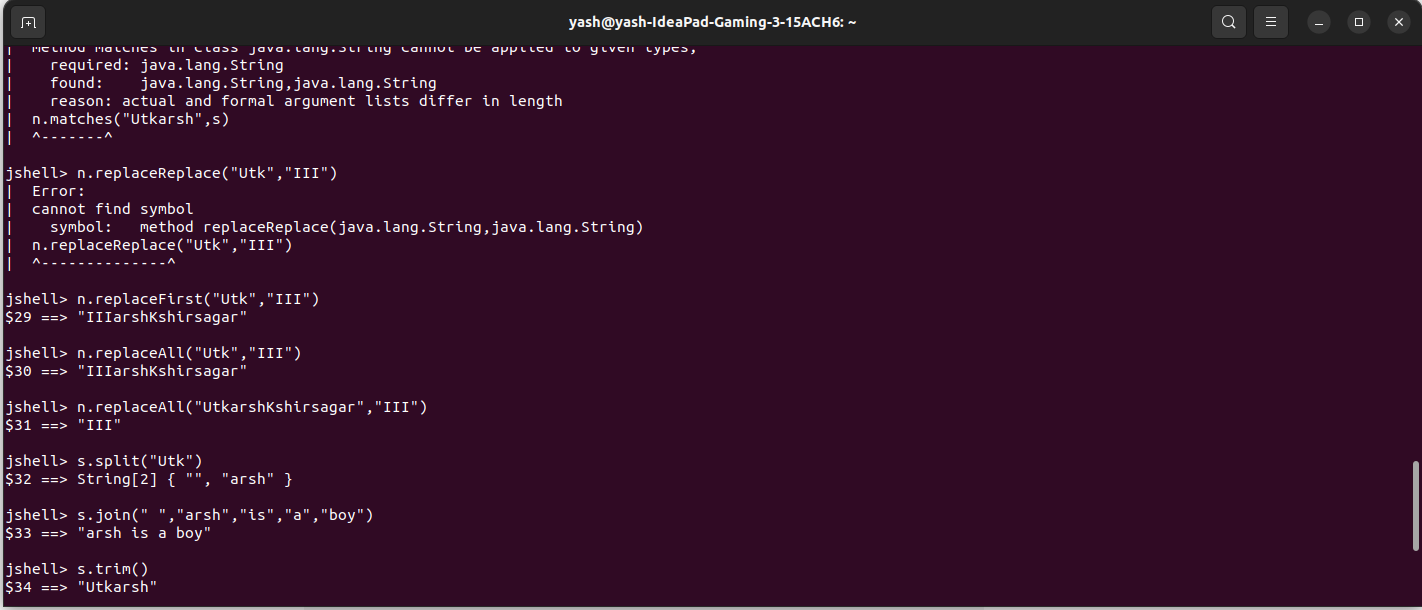 yash@yash-IdeaPad-Gaming-3-15ACH6: ~
|  Method matches in class java.lang.String cannot be applied to given types;
|    required: java.lang.String
|    found:    java.lang.String,java.lang.String
|    reason: actual and formal argument lists differ in length
|  n.matches("Utkarsh",s)
|  ^-------^
jshell> n.replaceReplace("Utk","III")
|  Error:
|  cannot find symbol
|    symbol:   method replaceReplace(java.lang.String,java.lang.String)
|  n.replaceReplace("Utk","III")
|  ^--------------^
jshell> n.replaceFirst("Utk","III")
$29 ==> "IIIarshKshirsagar"
jshell> n.replaceAll("Utk","III")
$30 ==> "IIIarshKshirsagar"
jshell> n.replaceAll("UtkarshKshirsagar","III")
$31 ==> "III"
jshell> s.split("Utk")
$32 ==> String[2] { "", "arsh" }
jshell> s.join(" ","arsh","is","a","boy")
$33 ==> "arsh is a boy"
jshell> s.trim()
$34 ==> "Utkarsh"